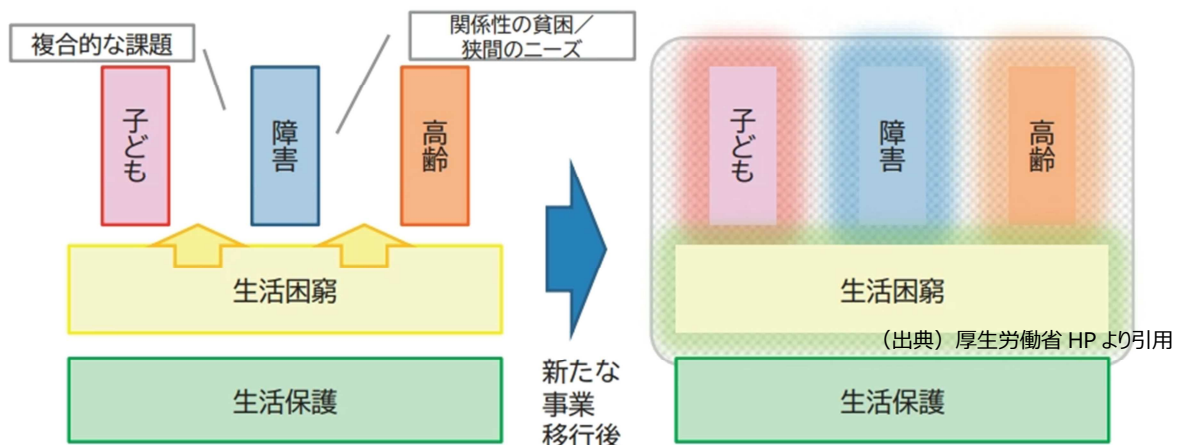 複合的な課題
関係性の貧困／
狭間のニーズ
子ども
障害
高齢
生活困窮
生活保護
新たな
事業
移行後
子ども
障害
高齢
生活困窮
（出典）厚生労働省 HP より引用
生活保護